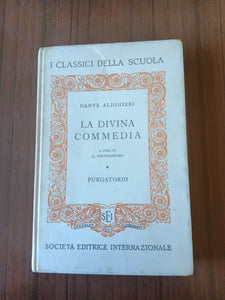 I CLASSICI DELLA SCUOLA
DANTE ALIGHIERI
LA DIVINA
COMMEDIA
A CURA DI
L. PIETROBONO
PURGATORIO
SEI
SOCIETÀ EDITRICE INTERNAZIONALE